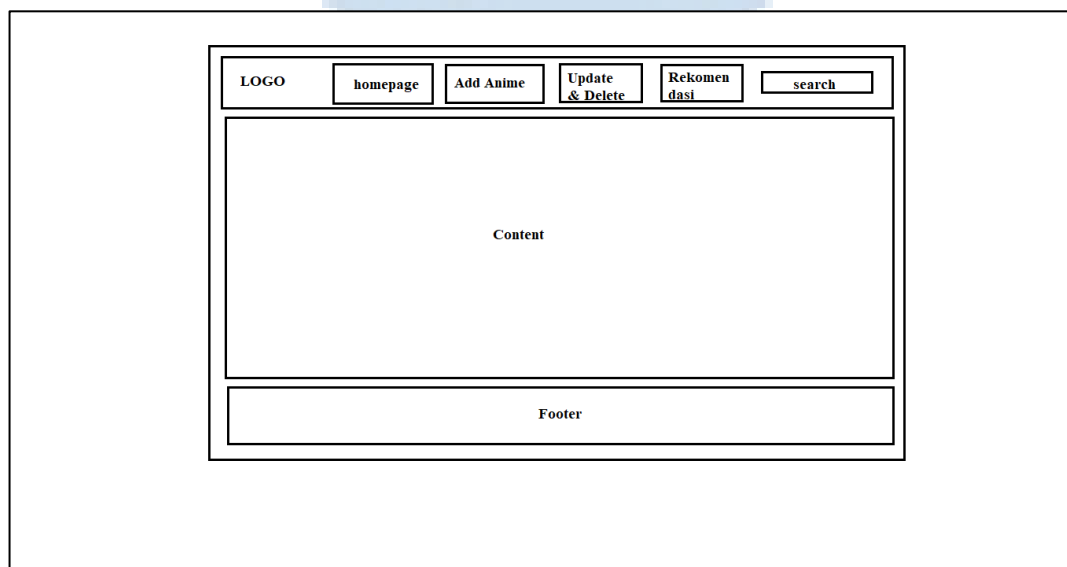 LOGO
homepage
Add Anime
Update
& Delete
Rekomen
dasi
search
Content
Footer